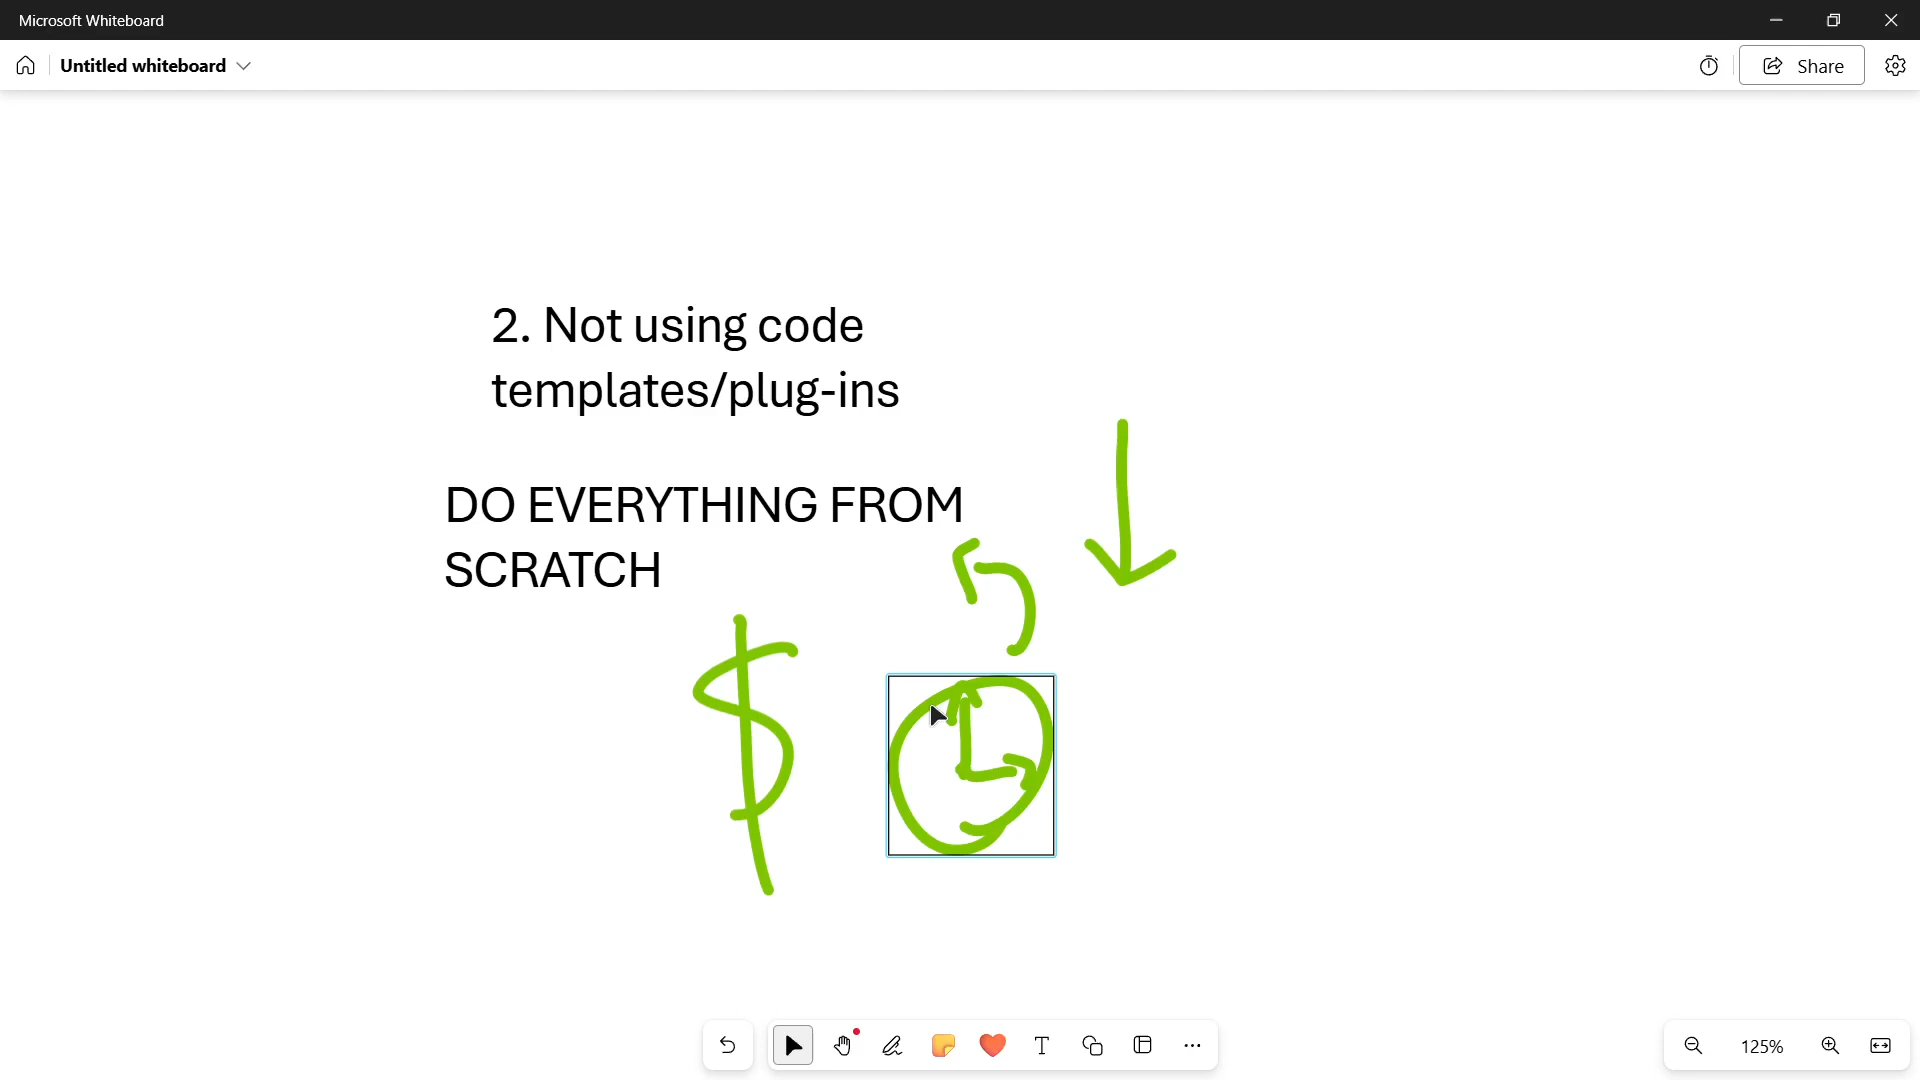 Microsoft Whiteboard
Untitled whiteboard
Share
2. Not using code
templates/plug-ins
DO EVERYTHING FROM
SCRATCH
$
125%